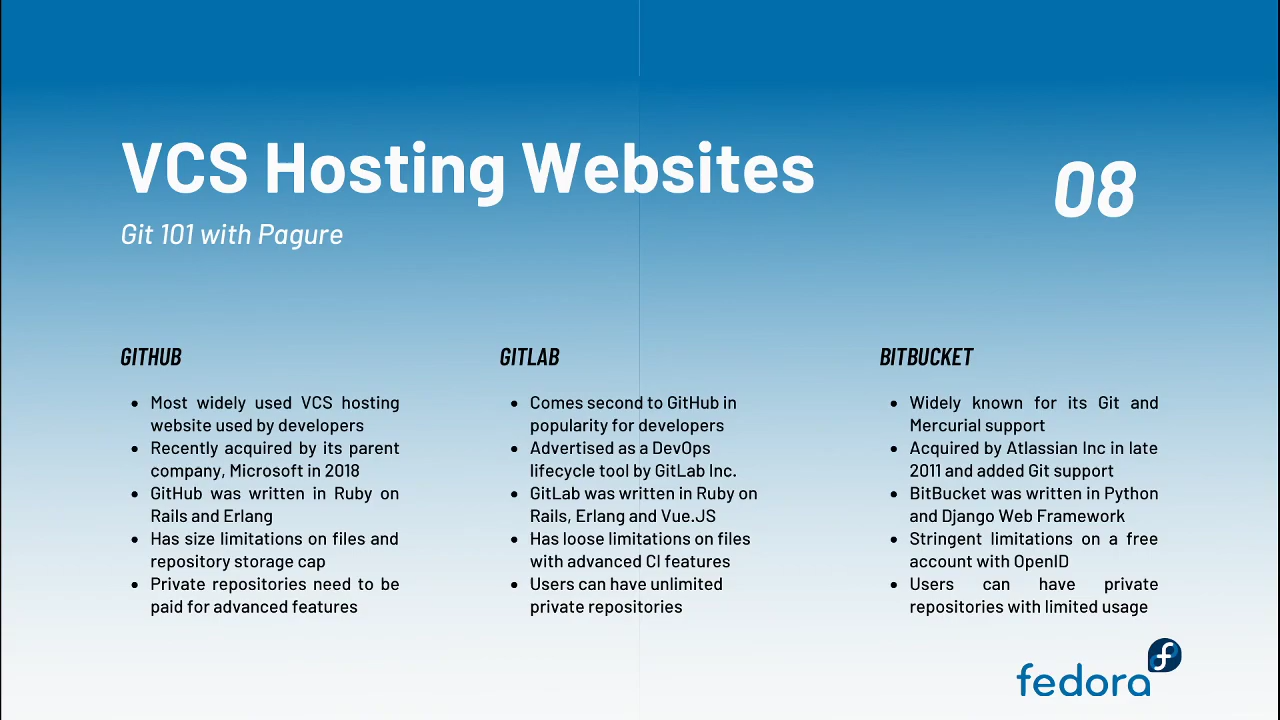 VCS Hosting Websites
08
Git 101 with Pagure
GITHUB
• Most widely used VCS hosting
website used by developers
• Recently acquired by its parent
company, Microsoft in 2018
• GitHub was written in Ruby on
Rails and Erlang
• Has size limitations on files and
repository storage cap
• Private repositories need to be
paid for advanced features
GITLAB
• Comes second to GitHub in
popularity for developers
• Advertised as a DevOps
lifecycle tool by GitLab Inc.
• GitLab was written in Ruby on
Rails, Erlang and Vue.JS
• Has loose limitations on files
with advanced CI features
• Users can have unlimited
private repositories
BITBUCKET
• Widely known for its Git and
Mercurial support
• Acquired by Atlassian Inc in late
2011 and added Git support
• BitBucket was written in Python
and Django Web Framework
• Stringent limitations on a free
account with OpenID
• Users can have private
repositories with limited usage
fedora